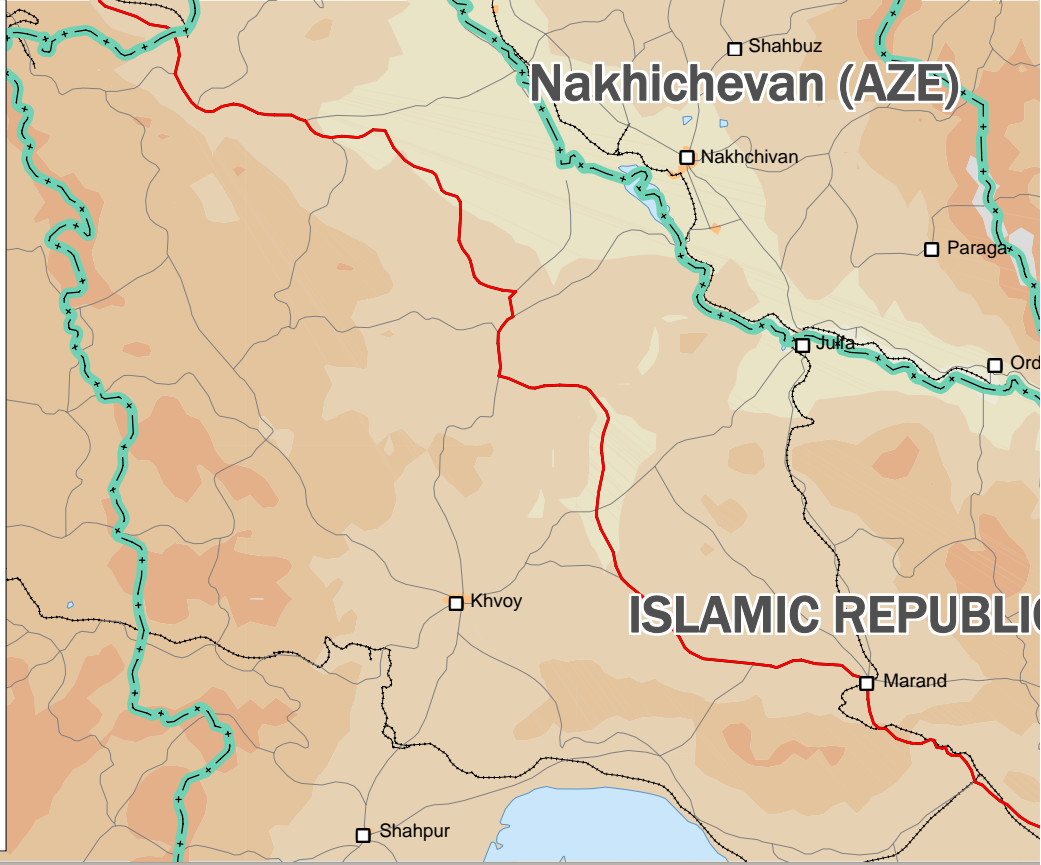 Shahbuz
Nakhichevan (AZE)
Nakhchivan
Paraga
Julfa
Ord
Khvoy
ISLAMIC REPUBLIC
Marand
Shahpur